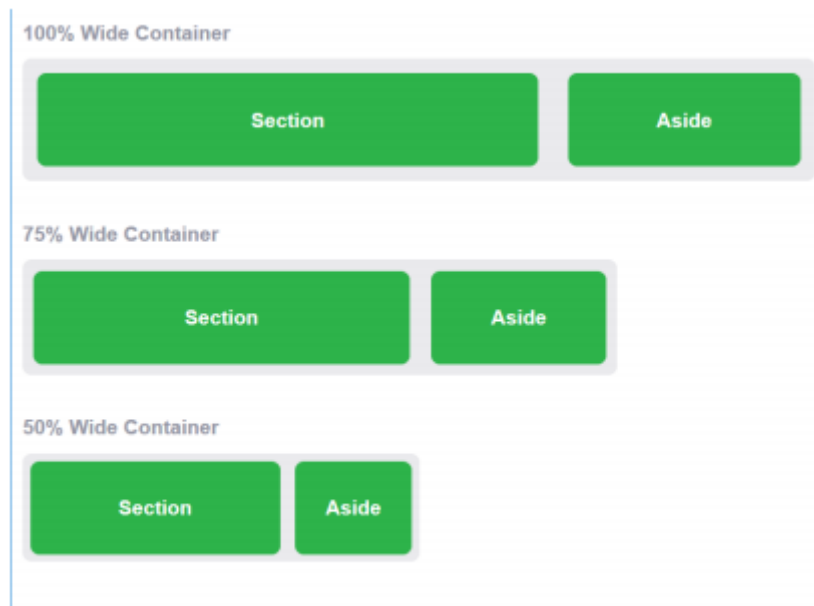 100% Wide Container
Section Aside
75% Wide Container
Section Aside
50% Wide Container
Section Aside